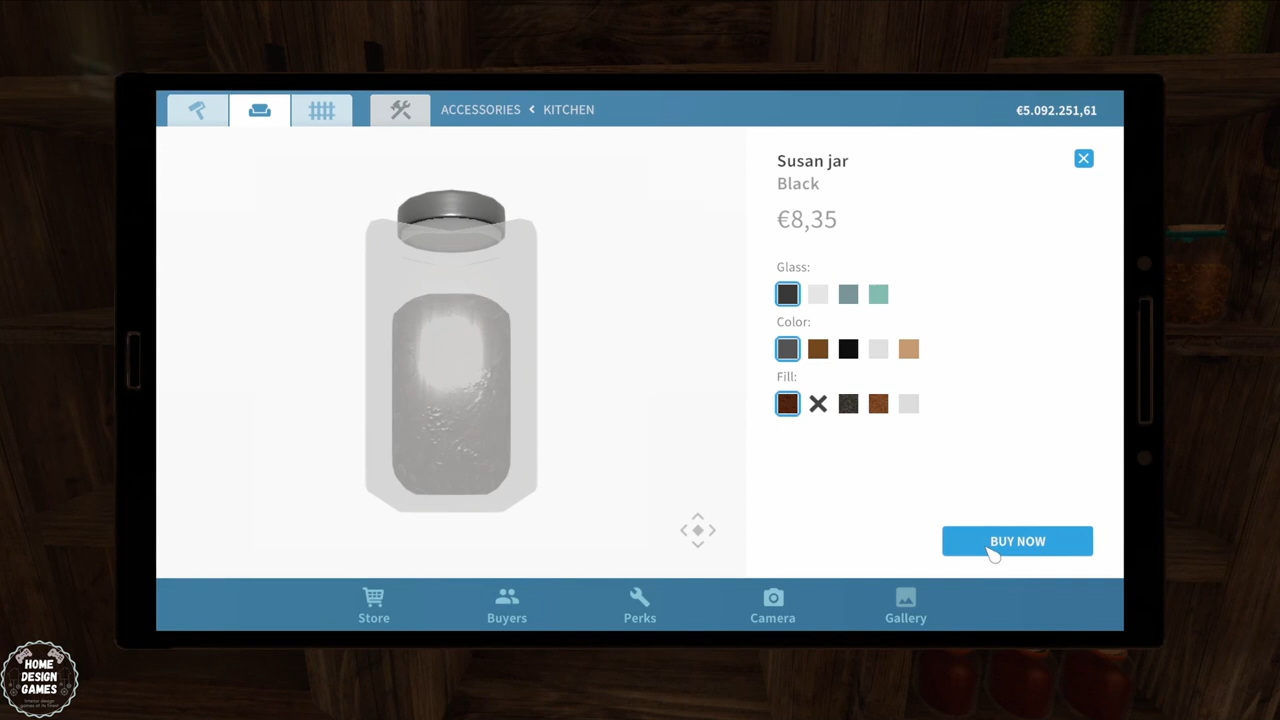 ACCESSORIES < KITCHEN
€5.092.251,61
Susan jar
Black
€8,35
Glass:
Color:
Fill:
BUY NOW
Store
Buyers
Perks
Camera
Gallery
HOME
DESIGN
GAMES